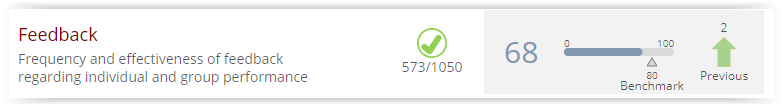 Feedback
Frequency and effectiveness of feedback
regarding individual and group performance
573/1050
68
0 100
80
Benchmark
2
Previous